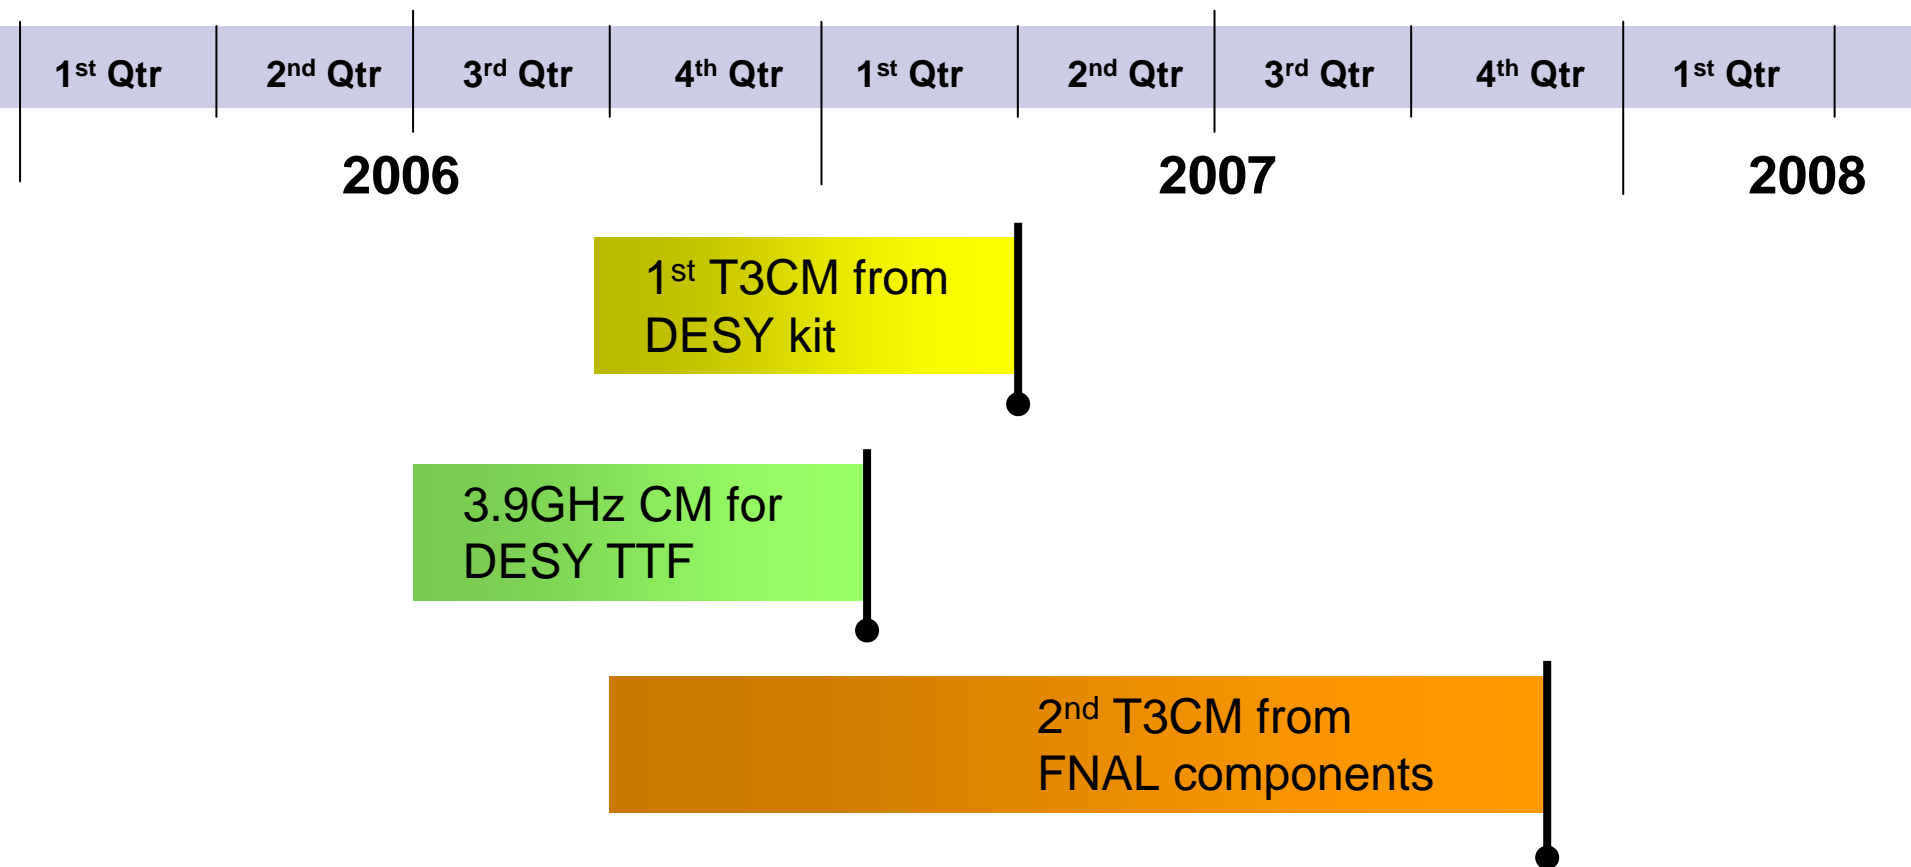 1st Qtr 2nd Qtr 3rd Qtr 4th Qtr 1st Qtr 2nd Qtr 3rd Qtr 4th Qtr 1st Qtr
2006 2007 2008
1st T3CM from
DESY kit
3.9GHz CM for
DESY TTF
2nd T3CM from
FNAL components